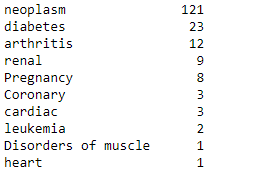 neoplasm 121
diabetes 23
arthritis 12
renal 9
Pregnancy 8
Coronary 3
cardiac 3
leukemia 2
Disorders of muscle 1
heart 1